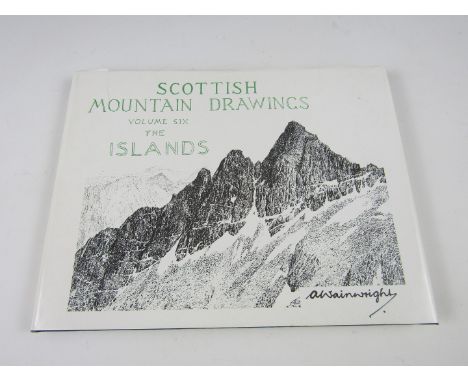 SCOTTISH
MOUNTAIN DRAWINGS
VOLUME SIX
THE
ISLANDS
AWainwright